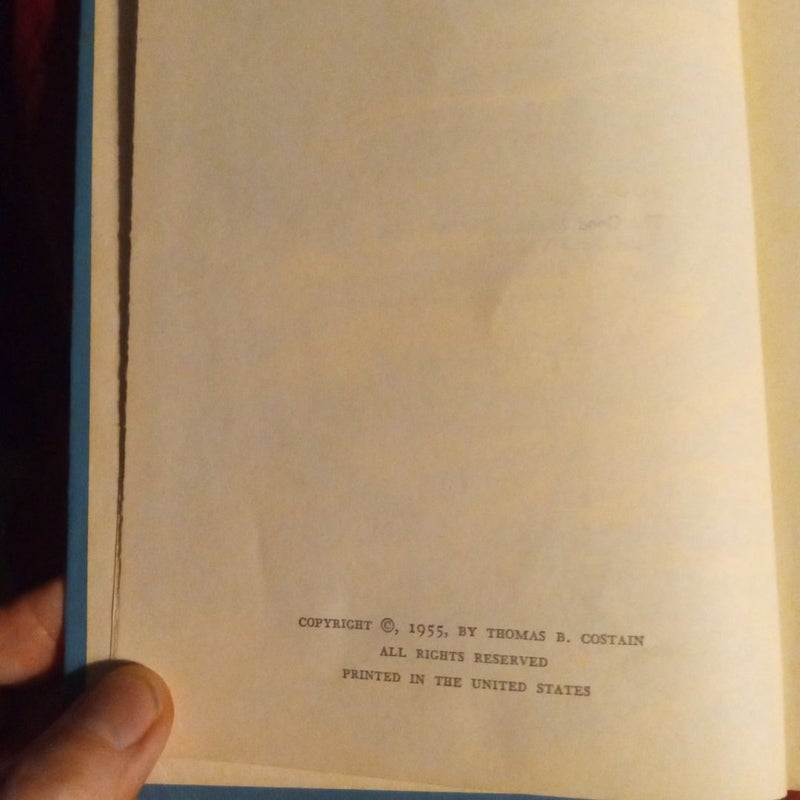 COPYRIGHT ©, 1955, BY THOMAS B. COSTAIN
ALL RIGHTS RESERVED
PRINTED IN THE UNITED STATES